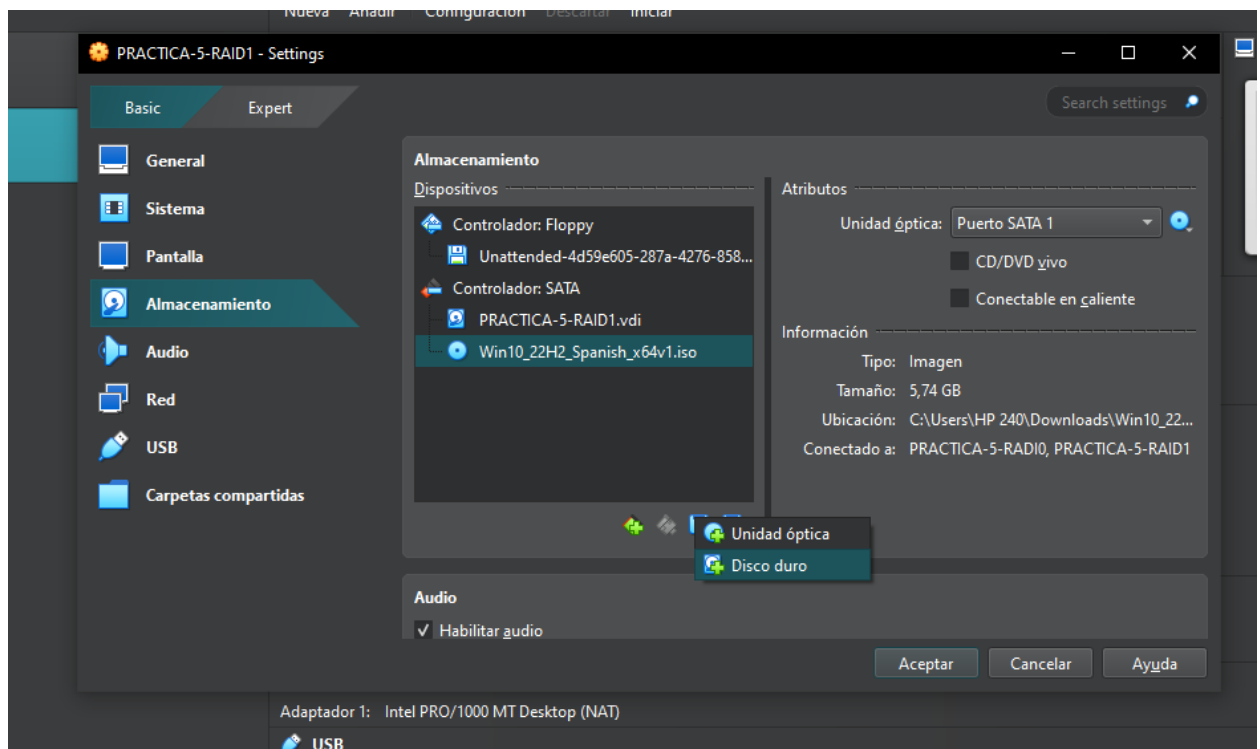 Nueva Añadir Configuración Descartar Iniciar
PRACTICA-5-RAID1 - Settings
Basic Expert
Search settings
General
Sistema
Pantalla
Almacenamiento
Audio
Red
USB
Carpetas compartidas
Almacenamiento
Dispositivos
Controlador: Floppy
Unattended-4d59e605-287a-4276-858...
Controlador: SATA
PRACTICA-5-RAID1.vdi
Win10_22H2_Spanish_x64v1.iso
Unidad óptica
Disco duro
Atributos
Unidad óptica: Puerto SATA 1
CD/DVD vivo
Conectable en caliente
Información
Tipo: Imagen
Tamaño: 5,74 GB
Ubicación: C:\Users\HP 240\Downloads\Win10_22...
Conectado a: PRACTICA-5-RADI0, PRACTICA-5-RAID1
Audio
Habilitar audio
Aceptar Cancelar Ayuda
Adaptador 1: Intel PRO/1000 MT Desktop (NAT)
USB